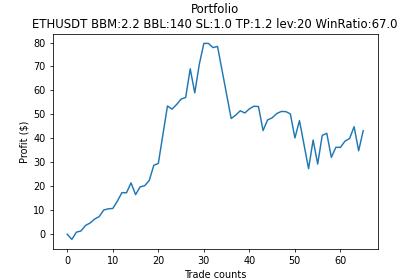 Portfolio
ETHUSDT BBM:2.2 BBL:140 SL:1.0 TP:1.2 lev:20 WinRatio:67.0
Profit ($)
80
70
60
50
40
30
20
10
0
0 10 20 30 40 50 60
Trade counts